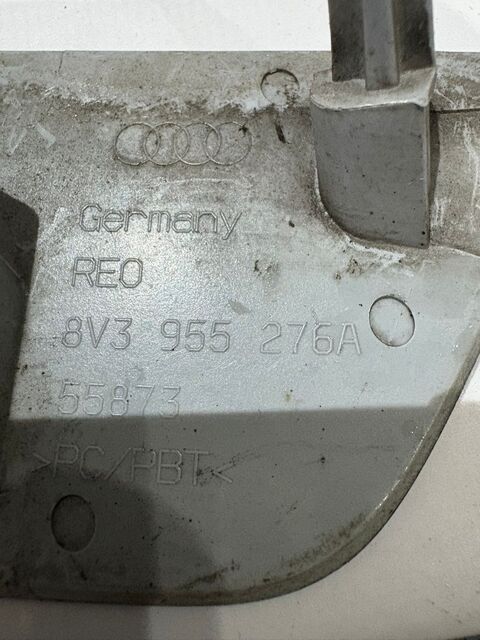 Germany
REO
8V3 955 276A
55873
>PC/PBT<